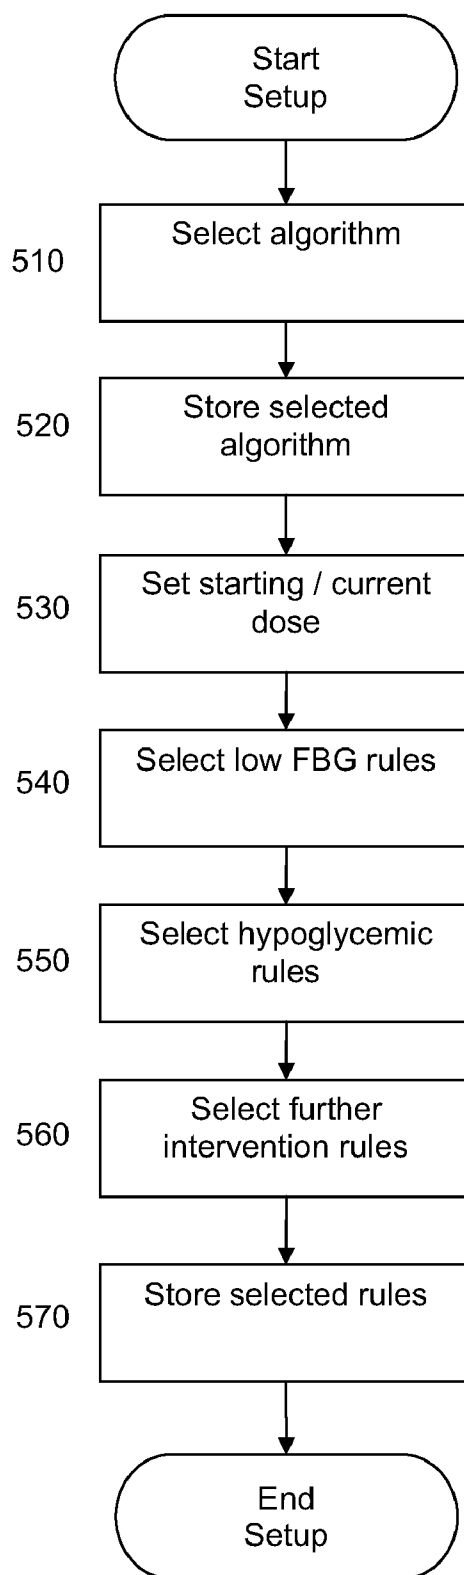 Start
Setup
510
Select algorithm
520
Store selected
algorithm
530
Set starting / current
dose
540
Select low FBG rules
550
Select hypoglycemic
rules
560
Select further
intervention rules
570
Store selected rules
End
Setup